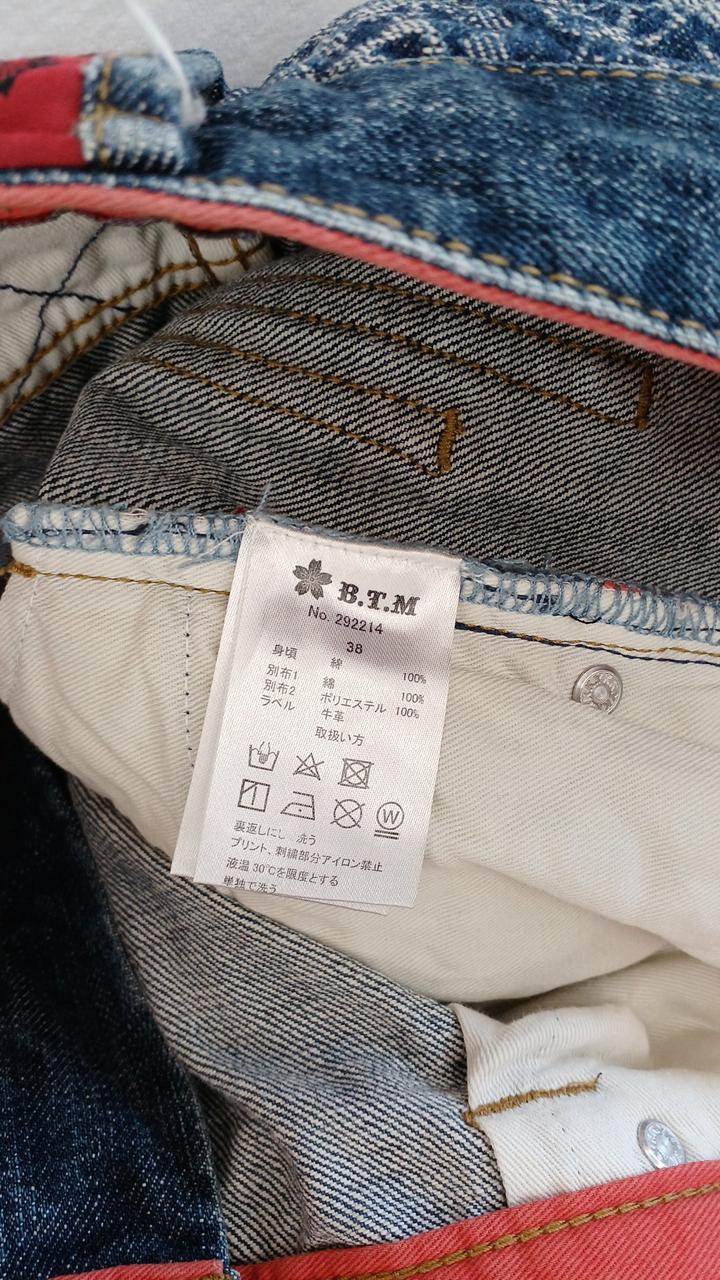 B.T.M
No. 292214
38
身頃 綿 100%
別布1 綿 100%
別布2 ポリエステル 100%
ラベル 牛革
取扱い方
W
裏返しにし 洗う
プリント、刺繍部分アイロン禁止
液温 30℃を限度とする
単独で洗う